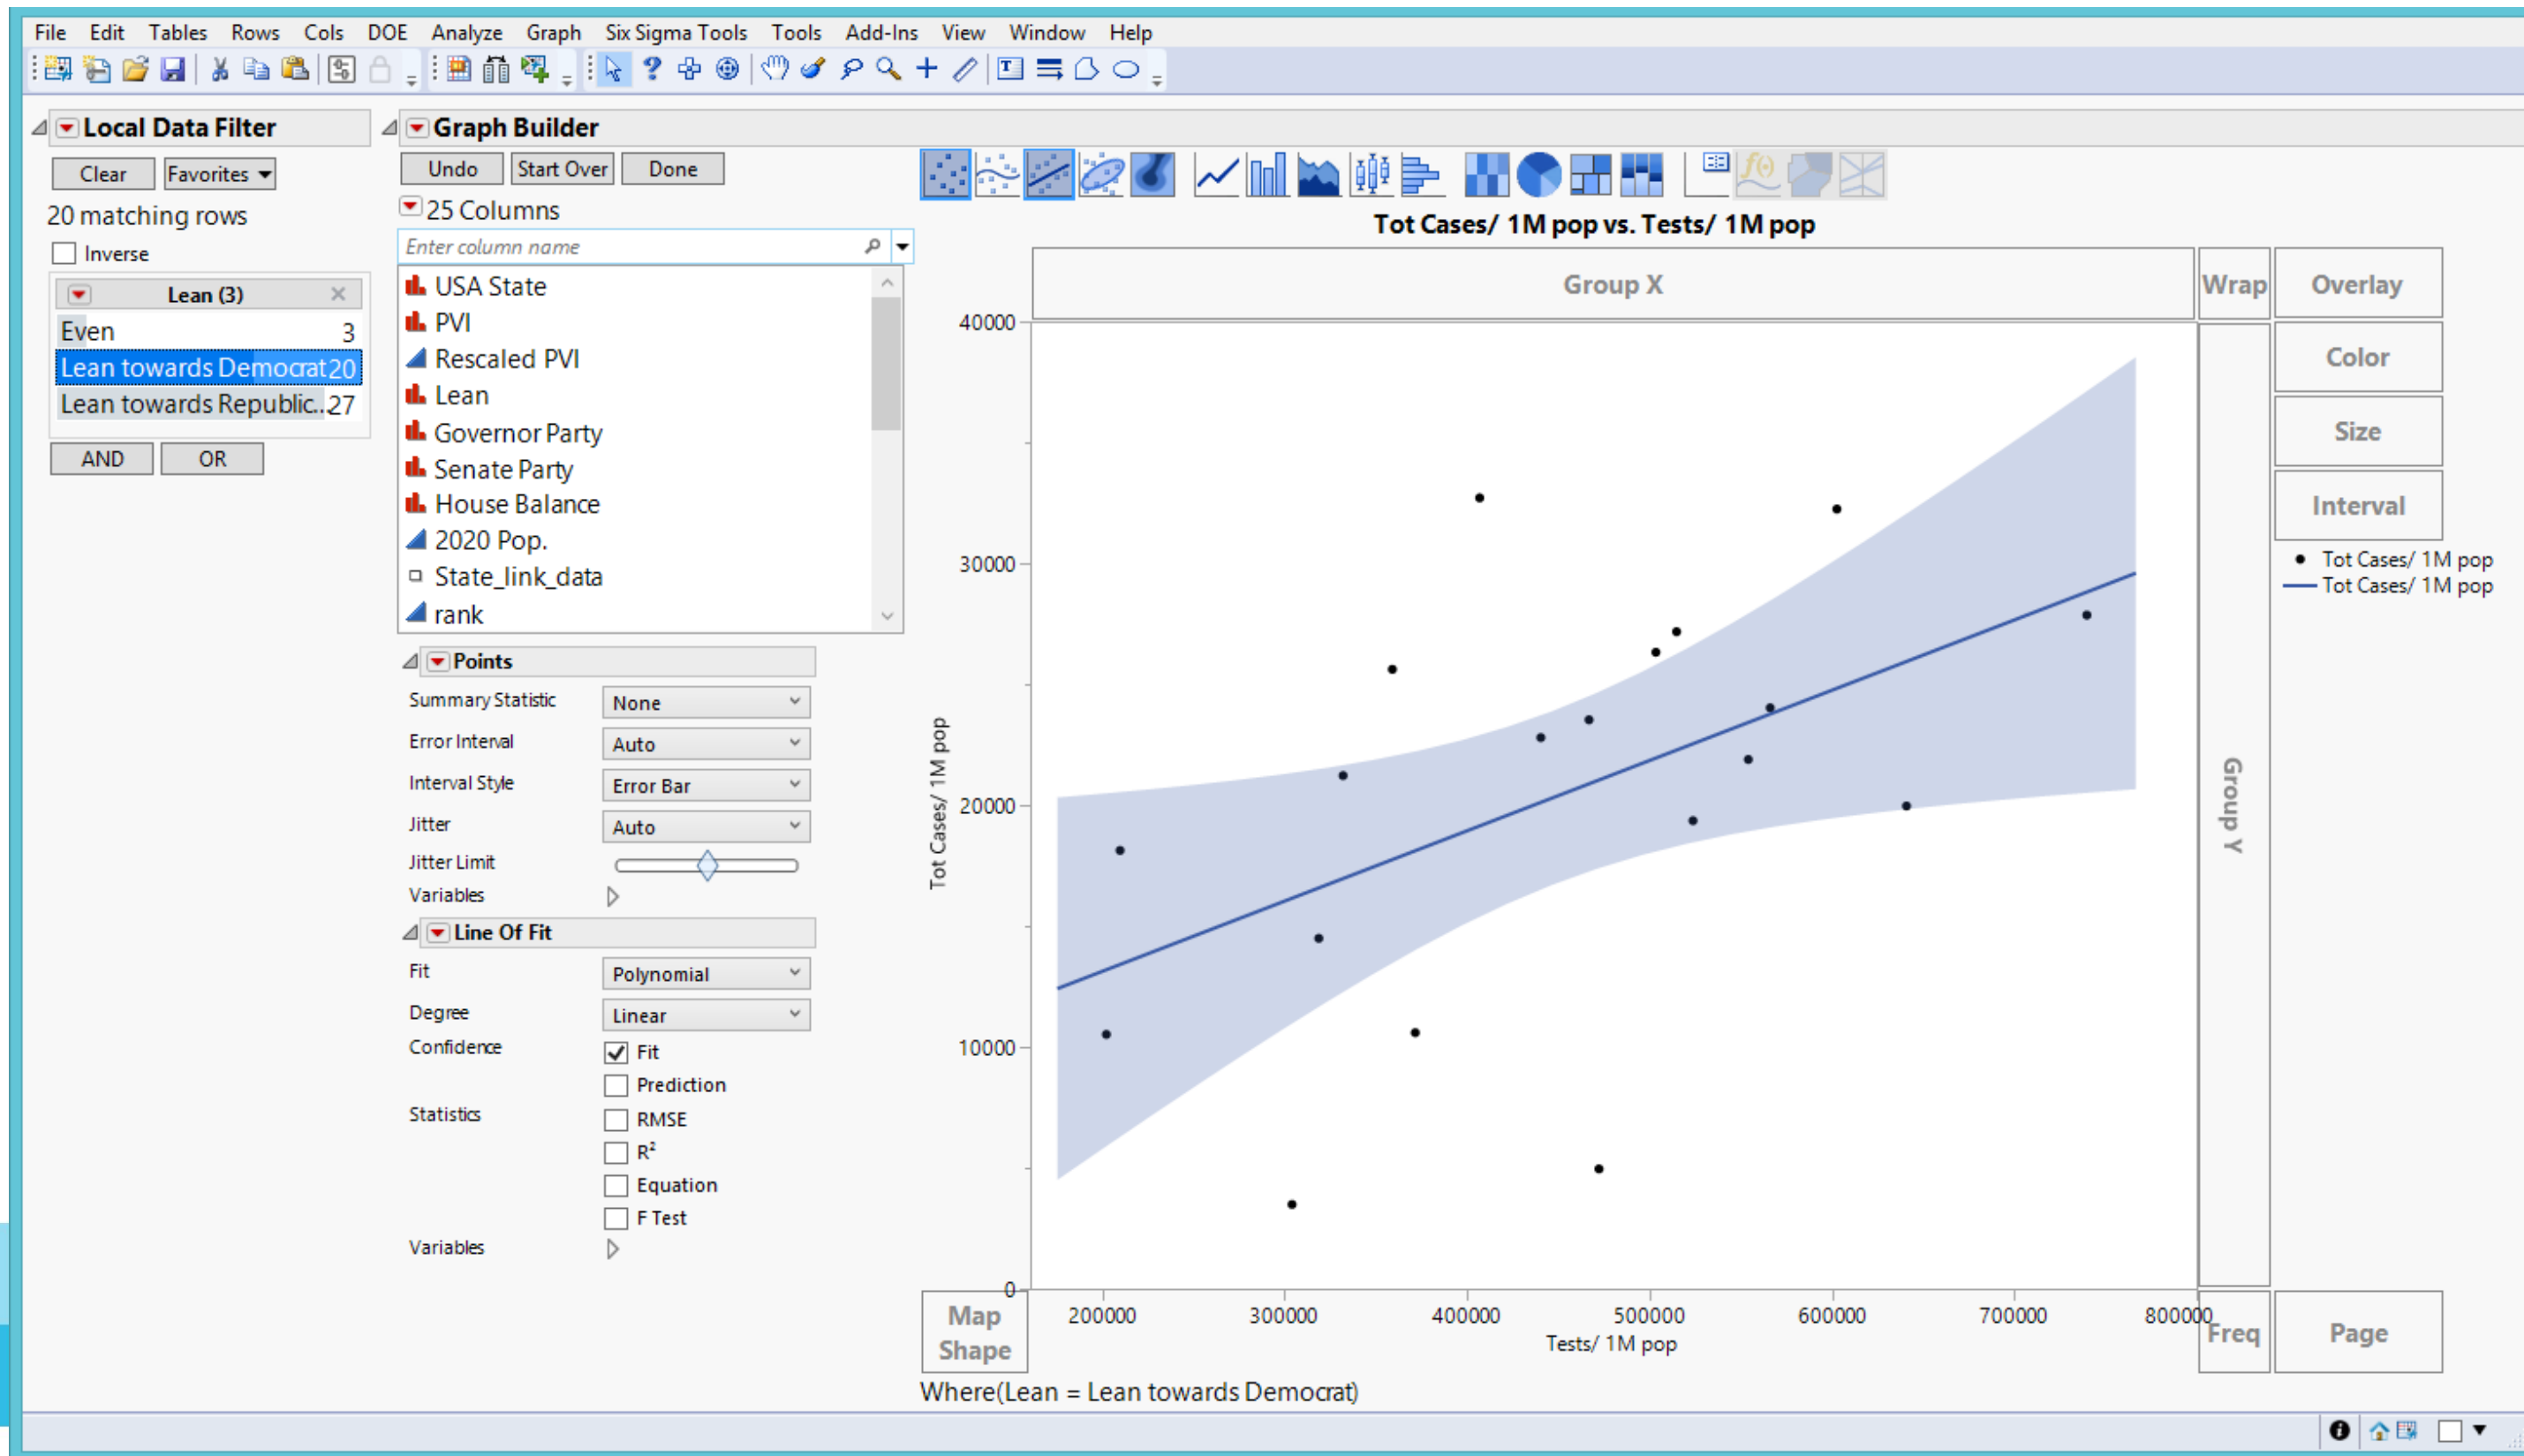 File Edit Tables Rows Cols DOE Analyze Graph Six Sigma Tools Tools Add-Ins View Window Help
Local Data Filter
Clear Favorites
20 matching rows
Inverse
Lean (3)
Even 3
Lean towards Democrat 20
Lean towards Republic... 27
AND OR
Graph Builder
Undo Start Over Done
25 Columns
Enter column name
USA State
PVI
Rescaled PVI
Lean
Governor Party
Senate Party
House Balance
2020 Pop.
State_link_data
rank
Points
Summary Statistic None
Error Interval Auto
Interval Style Error Bar
Jitter Auto
Jitter Limit
Variables
Line Of Fit
Fit Polynomial
Degree Linear
Confidence Fit
Prediction
Statistics RMSE
R²
Equation
F Test
Variables
Tot Cases/ 1M pop vs. Tests/ 1M pop
Group X
Wrap
Overlay
Color
Size
Interval
Tot Cases/ 1M pop
Tot Cases/ 1M pop
40000
30000
20000
10000
0
Tot Cases/ 1M pop
Group Y
200000 300000 400000 500000 600000 700000 800000
Tests/ 1M pop
Map Shape
Freq
Page
Where(Lean = Lean towards Democrat)